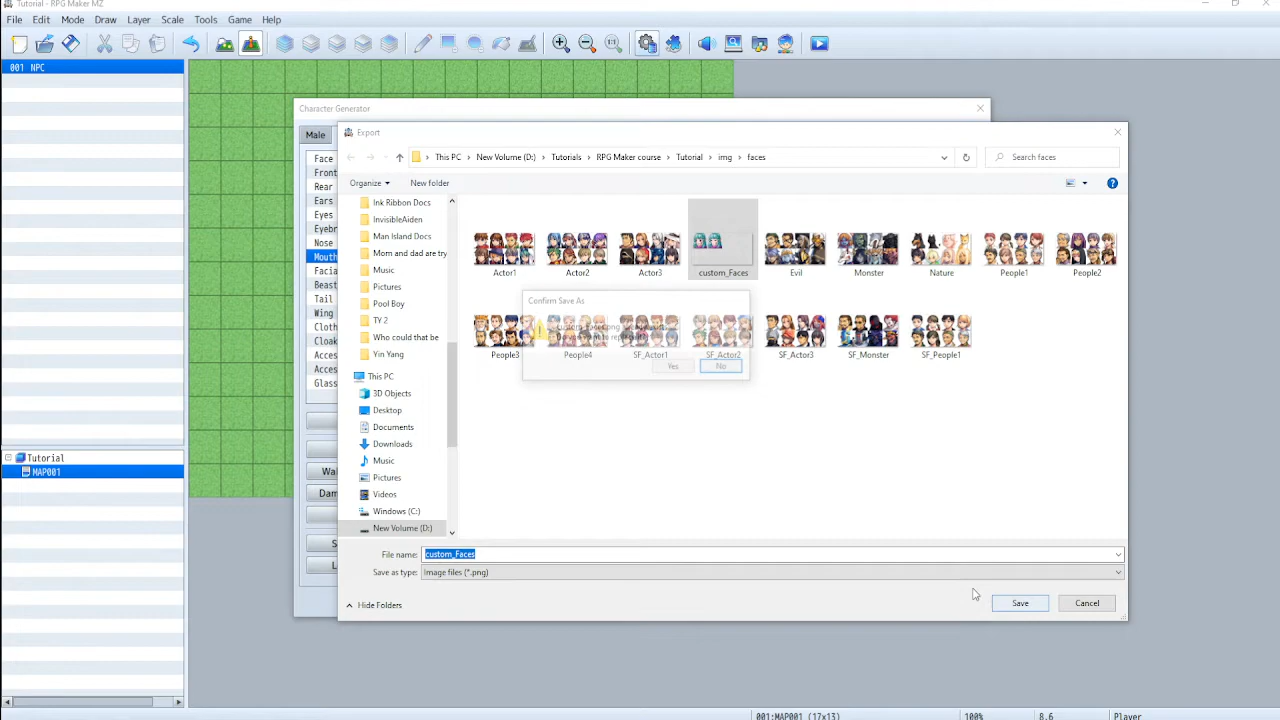 Tutorial - RPG Maker MZ
File Edit Mode Draw Layer Scale Tools Game Help
001 NPC
Character Generator
Male
Export
This PC > New Volume (D:) > Tutorials > RPG Maker course > Tutorial > img > faces
Search faces
Organize
New folder
Face
Front
Rear
Ears
Eyes
Eyebr
Nose
Mouth
Facia
Beast
Tail
Wing
Cloth
Cloak
Acces
Acces
Glass
Wal
Dam
S
L
Ink Ribbon Docs
InvisibleAiden
Man Island Docs
Mom and dad are try
Music
Pictures
Pool Boy
TY 2
Who could that be
Yin Yang
This PC
3D Objects
Desktop
Documents
Downloads
Music
Pictures
Videos
Windows (C:)
New Volume (D:)
Actor1
Actor2
Actor3
custom_Faces
Evil
Monster
Nature
People1
People2
Confirm Save As
Yes
No
People3
People4
SF_Actor1
SF_Actor2
SF_Actor3
SF_Monster
SF_People1
File name: custom_Faces
Save as type: Image files (*.png)
Hide Folders
Save
Cancel
Tutorial
MAP001
001:MAP001 (17x13)
100%
8,6
Player